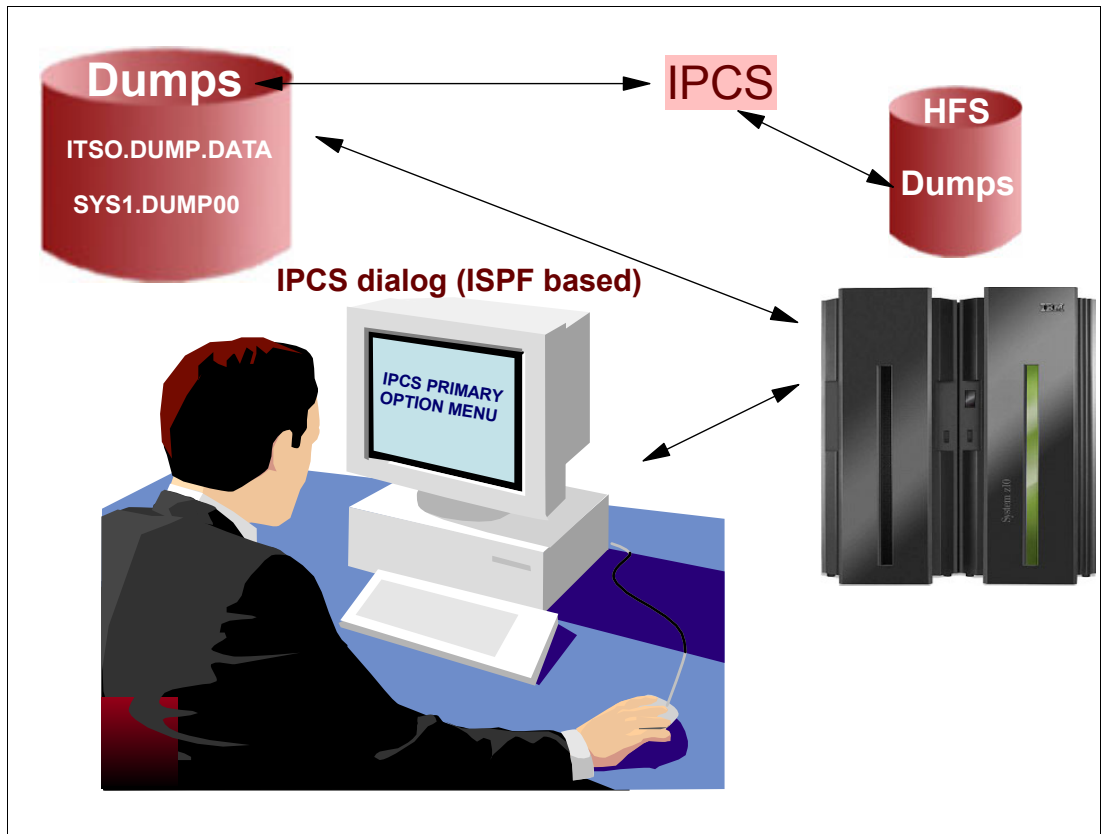 Dumps
ITSO.DUMP.DATA
SYS1.DUMP00
IPCS
HFS
Dumps
IPCS dialog (ISPF based)
IPCS PRIMARY
OPTION MENU
IBM
System z10